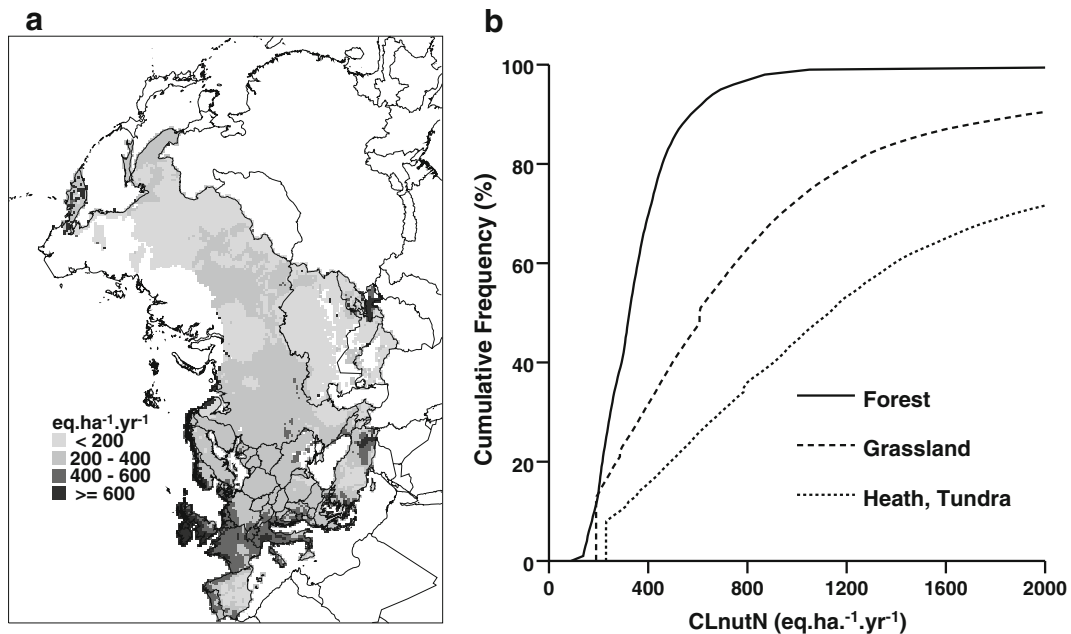 a
eq.ha-1.yr-1
< 200
200 - 400
400 - 600
>= 600
b
Cumulative Frequency (%)
100
80
60
40
20
0
Forest
Grassland
Heath, Tundra
0 400 800 1200 1600 2000
CLnutN (eq.ha.-1.yr-1)